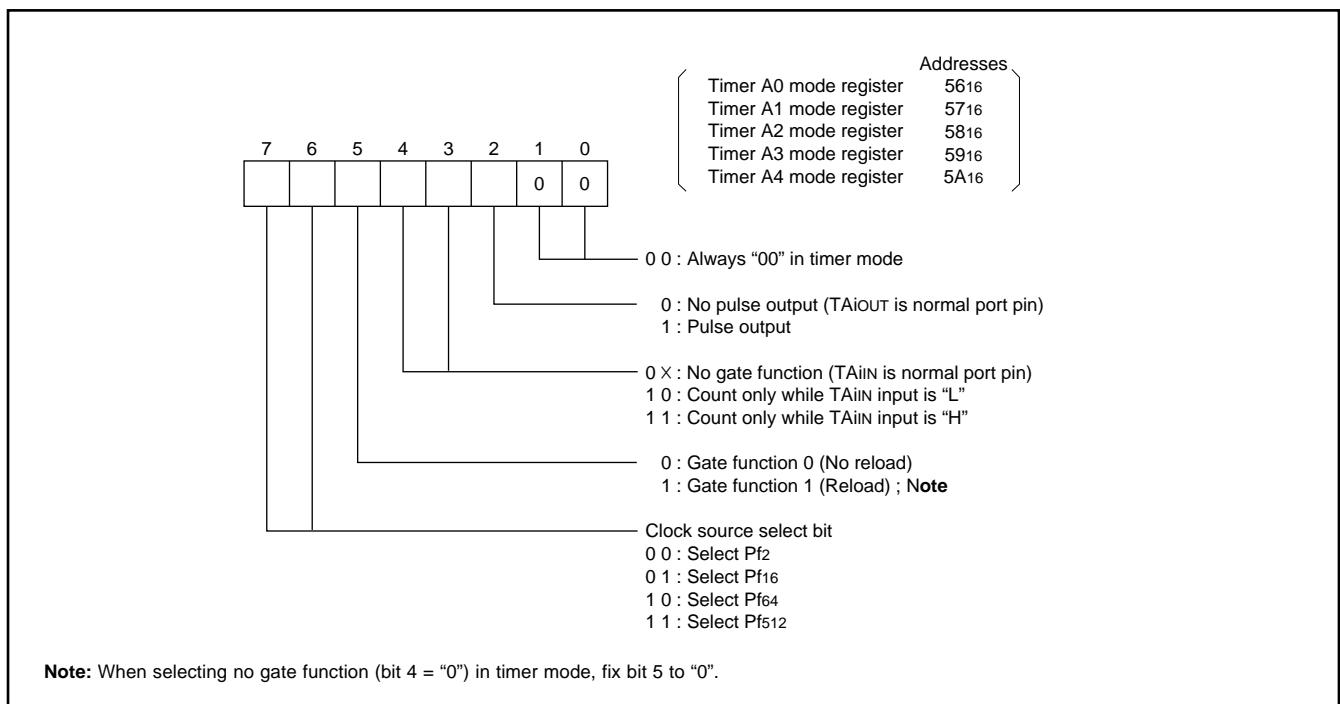 Addresses
Timer A0 mode register 5616
Timer A1 mode register 5716
Timer A2 mode register 5816
Timer A3 mode register 5916
Timer A4 mode register 5A16
7 6 5 4 3 2 1 0
0 0
0 0 : Always “00” in timer mode
0 : No pulse output (TAiOUT is normal port pin)
1 : Pulse output
0 × : No gate function (TAiIN is normal port pin)
1 0 : Count only while TAiIN input is “L”
1 1 : Count only while TAiIN input is “H”
0 : Gate function 0 (No reload)
1 : Gate function 1 (Reload) ; Note
Clock source select bit
0 0 : Select Pf2
0 1 : Select Pf16
1 0 : Select Pf64
1 1 : Select Pf512
Note: When selecting no gate function (bit 4 = “0”) in timer mode, fix bit 5 to “0”.